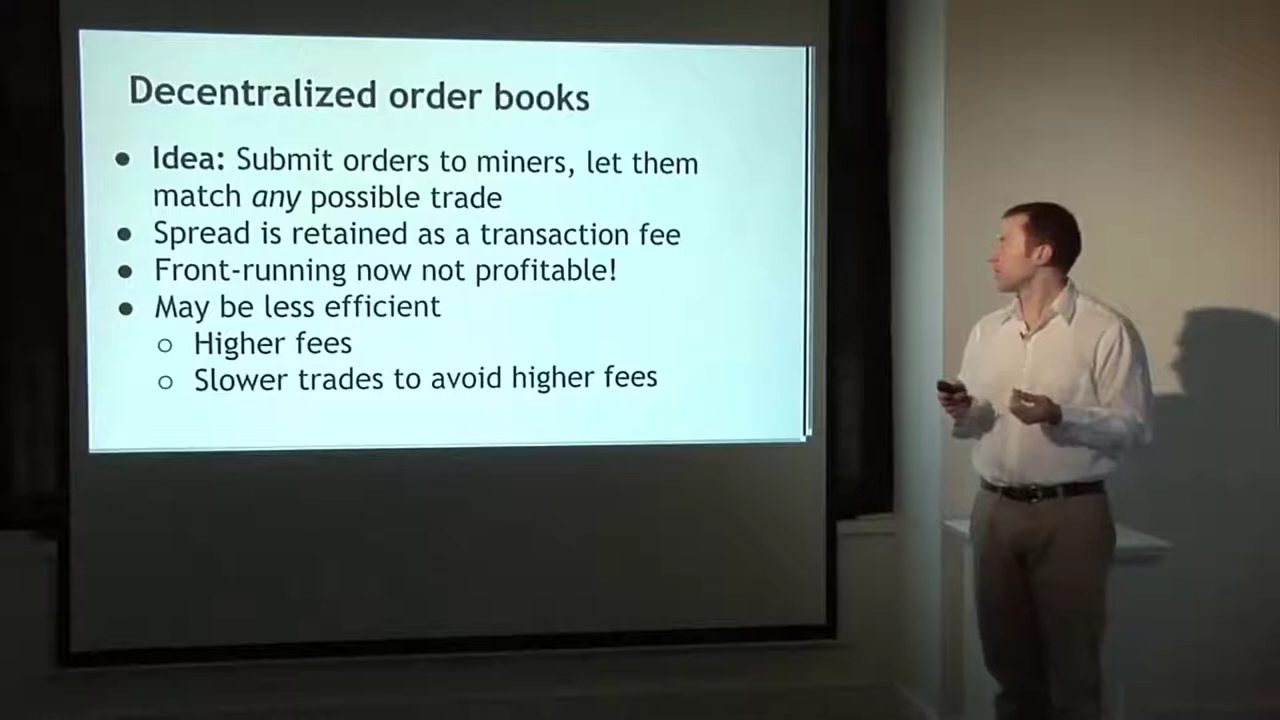 Decentralized order books
● Idea: Submit orders to miners, let them
match any possible trade
● Spread is retained as a transaction fee
● Front-running now not profitable!
● May be less efficient
○ Higher fees
○ Slower trades to avoid higher fees